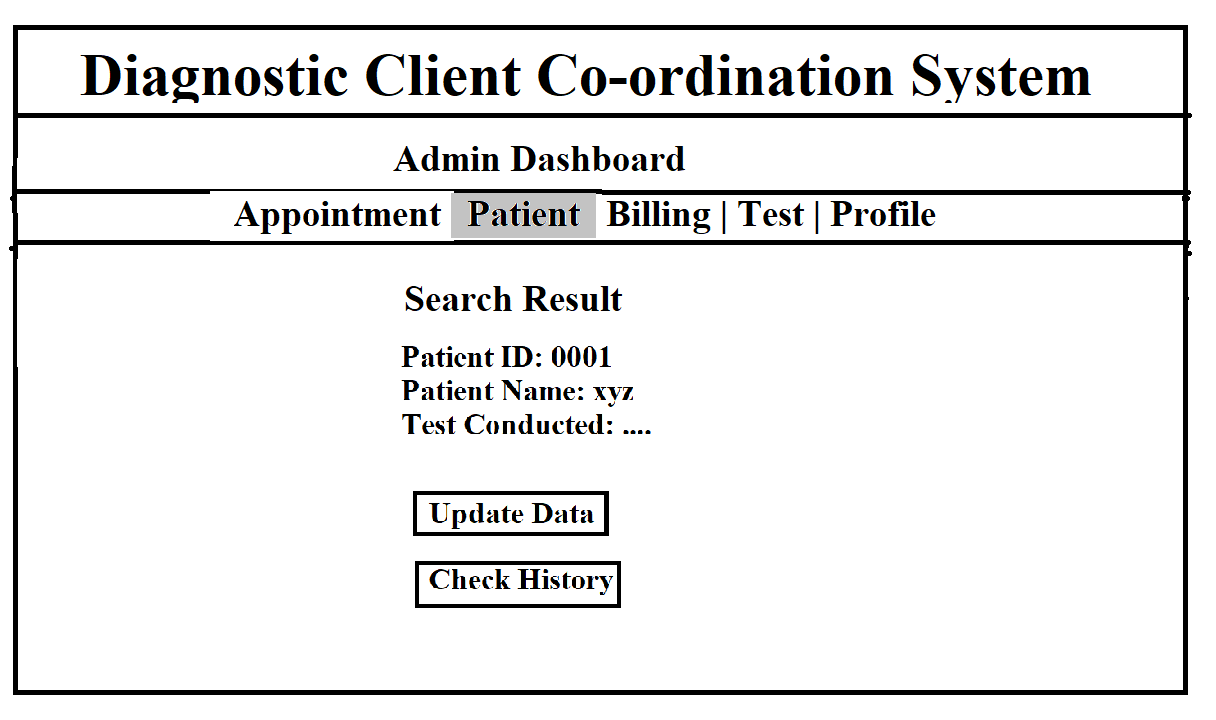 Diagnostic Client Co-ordination System
Admin Dashboard
Appointment Patient Billing | Test | Profile
Search Result
Patient ID: 0001
Patient Name: xyz
Test Conducted: ....
Update Data
Check History